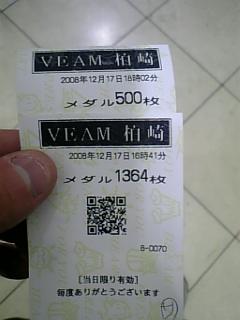 VEAM 柏崎
2008年12月17日18時02分
メダル500枚
VEAM 柏崎
2008年12月17日16時41分
メダル1364枚
B-0070
[当日限り有効]
毎度ありがとうございます